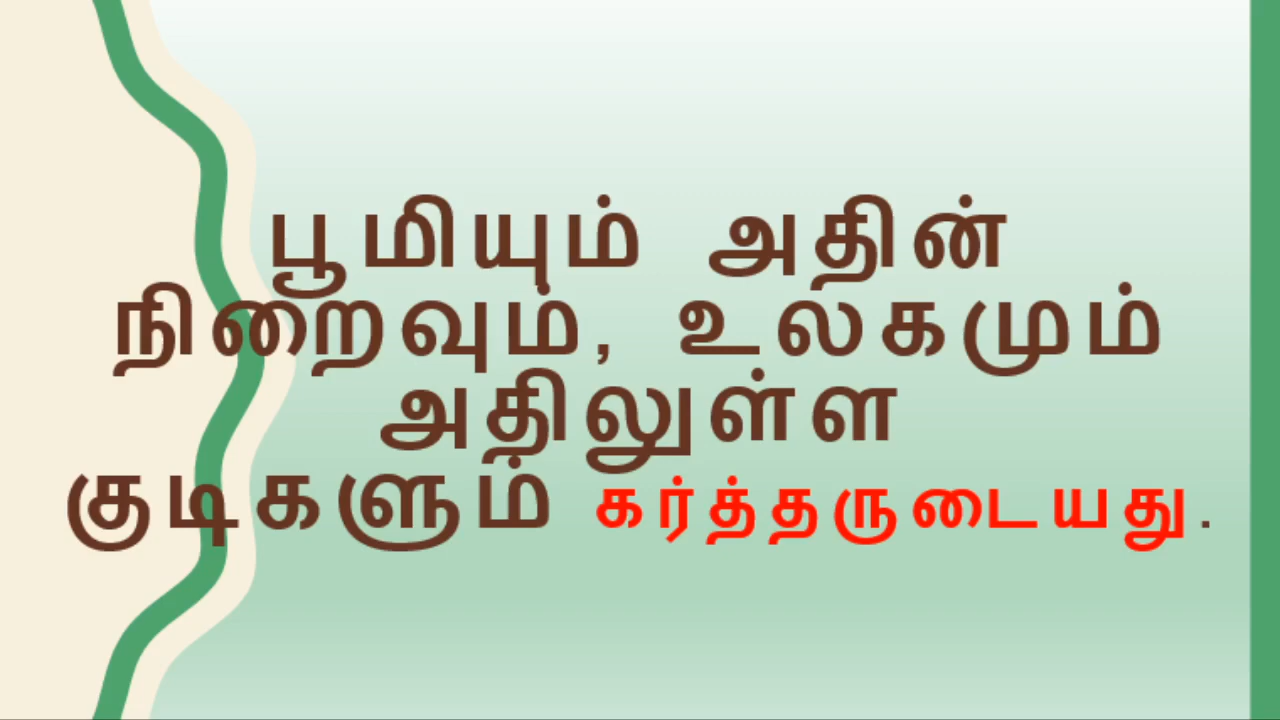 பூமியும் அதின்
நிறைவும், உலகமும்
அதிலுள்ள
குடிகளும் கர்த்தருடையது.